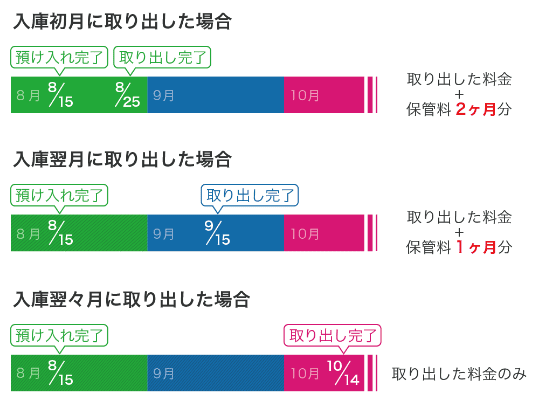 入庫初月に取り出した場合
預け入れ完了 取り出し完了
8月 8/15 8/25 9月 10月
取り出した料金
+
保管料 2ヶ月分
入庫翌月に取り出した場合
預け入れ完了 取り出し完了
8月 8/15 9月 9/15 10月
取り出した料金
+
保管料 1ヶ月分
入庫翌々月に取り出した場合
預け入れ完了 取り出し完了
8月 8/15 9月 10月 10/14
取り出した料金のみ